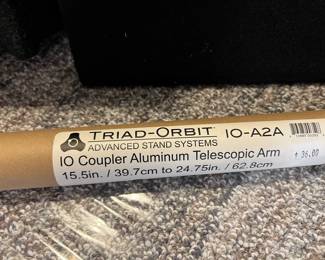 TRIAD-ORBIT IO-A2A
ADVANCED STAND SYSTEMS
IO Coupler Aluminum Telescopic Arm
15.5in. / 39.7cm to 24.75in. / 62.8cm
$ 36.00